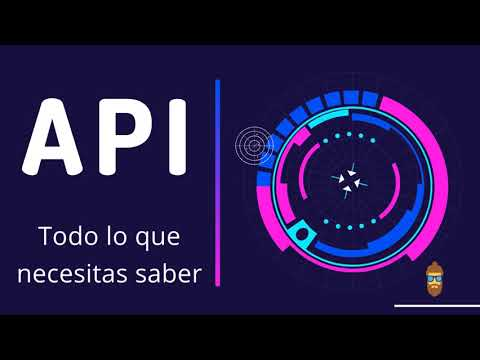 API
Todo lo que
necesitas saber